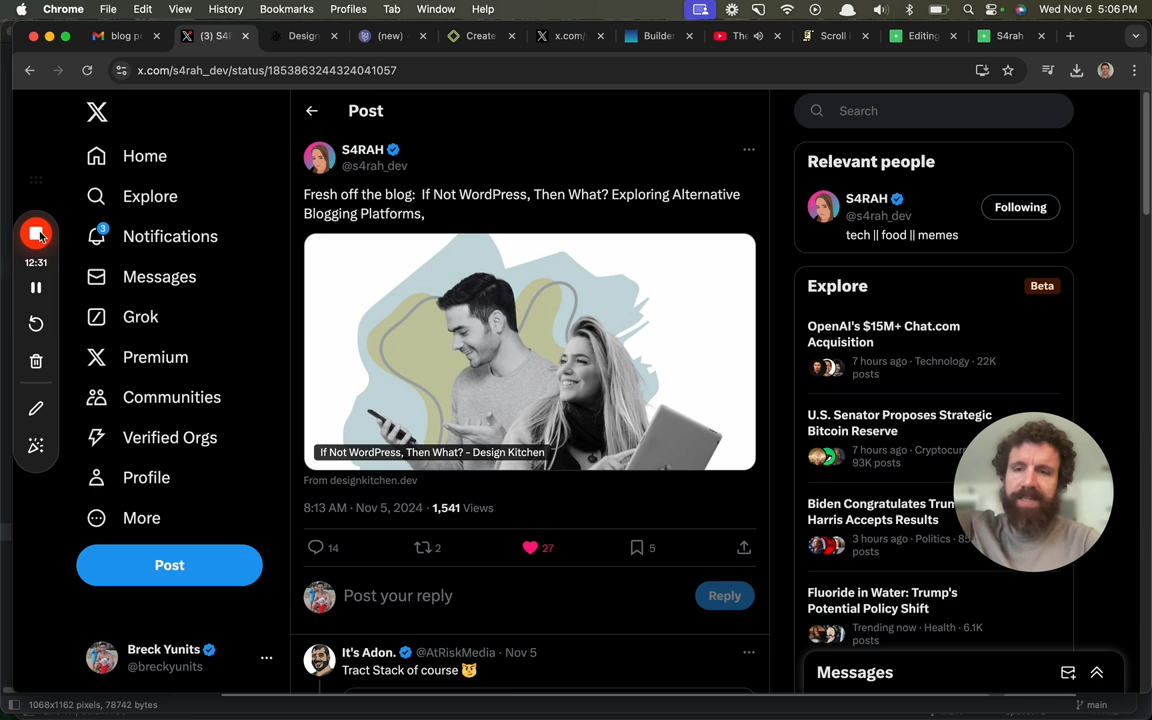 Chrome File Edit View History Bookmarks Profiles Tab Window Help Wed Nov 6 5:06 PM
blog p (3) S4R Design (new) Create x.com/ Builder The Scroll Editing S4rah
x.com/s4rah_dev/status/1853863244324041057
Post
Search
Home
Explore
3
Notifications
Messages
Grok
Premium
Communities
Verified Orgs
Profile
More
Post
Breck Yunits
@breckyunits
12:31
S4RAH
@s4rah_dev
Fresh off the blog: If Not WordPress, Then What? Exploring Alternative
Blogging Platforms,
If Not WordPress, Then What? - Design Kitchen
From designkitchen.dev
8:13 AM · Nov 5, 2024 · 1,541 Views
14 2 27 5
Post your reply
Reply
It's Adon. @AtRiskMedia · Nov 5
Tract Stack of course
Relevant people
S4RAH
@s4rah_dev
Following
tech || food || memes
Explore
Beta
OpenAI's $15M+ Chat.com
Acquisition
7 hours ago · Technology · 22K
posts
U.S. Senator Proposes Strategic
Bitcoin Reserve
7 hours ago ·
93K posts
Biden Congratulates
Harris Accepts Results
3 hours ago · Politics ·
posts
Fluoride in Water: Trump's
Potential Policy Shift
Trending now · Health · 6.1K
posts
Messages
1068x1162 pixels, 78742 bytes
main